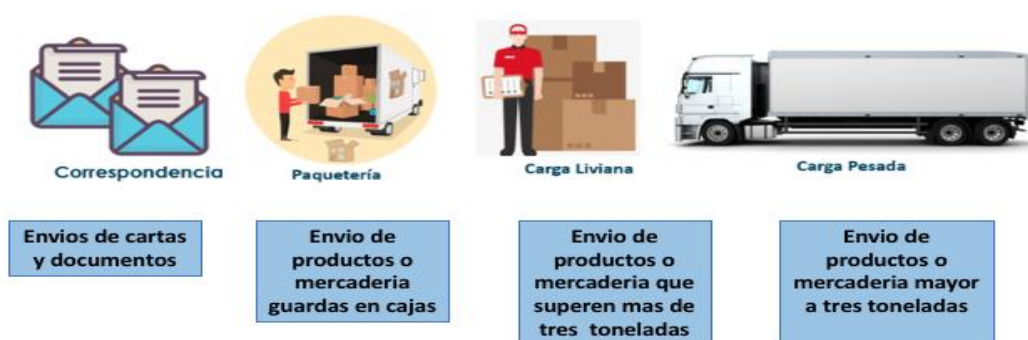 Correspondencia
Paquetería
Carga Liviana
Carga Pesada
Envios de cartas
y documentos
Envio de
productos o
mercaderia
guardas en cajas
Envio de
productos o
mercaderia que
superen mas de
tres toneladas
Envio de
productos o
mercaderia mayor
a tres toneladas